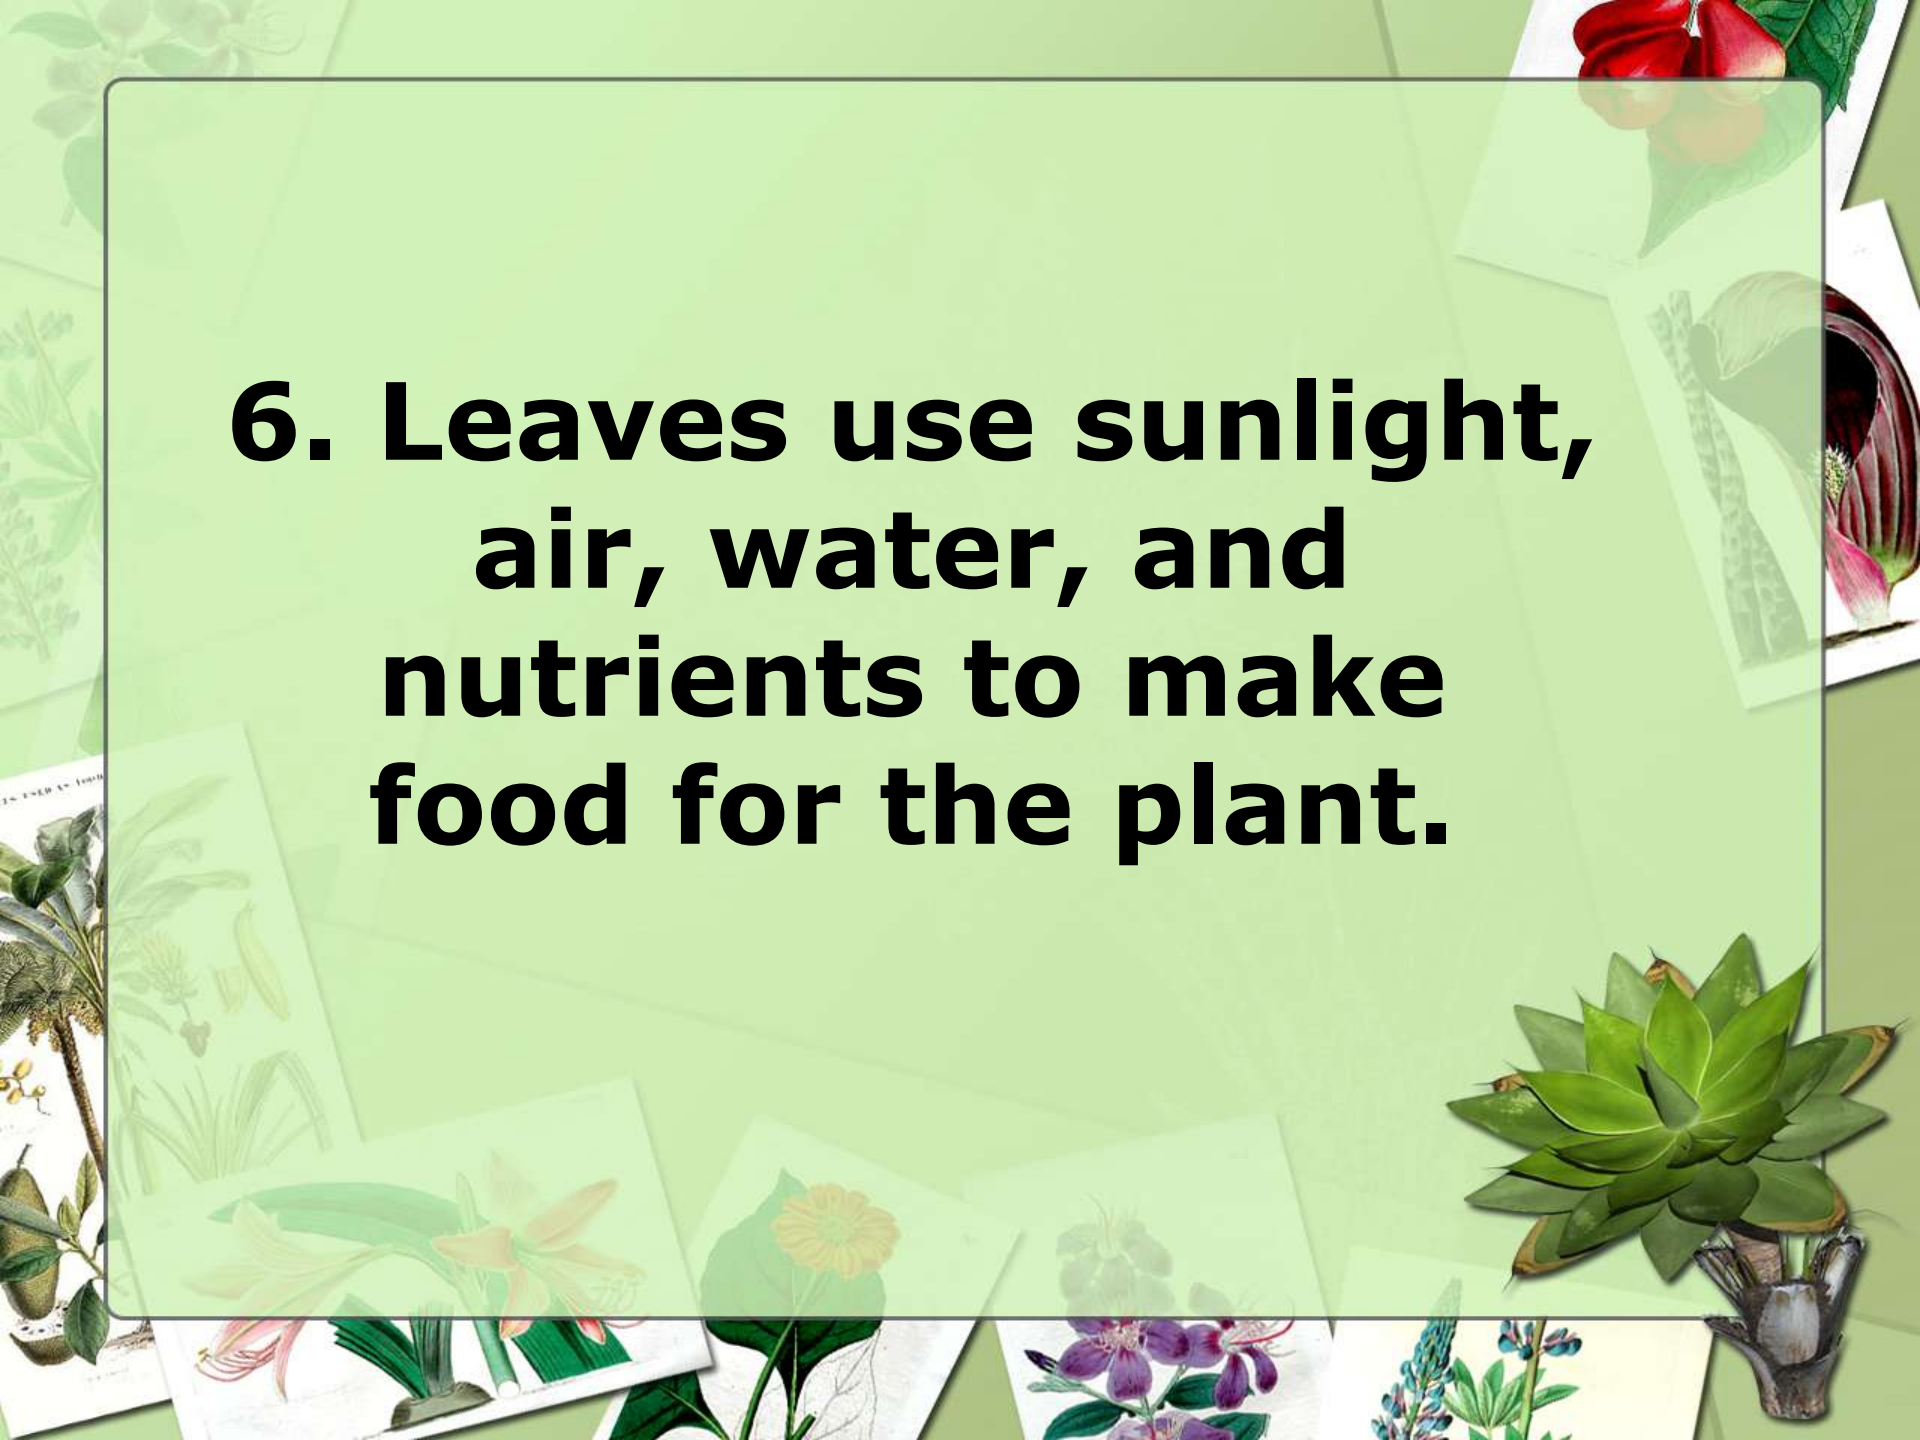 6. Leaves use sunlight,
air, water, and
nutrients to make
food for the plant.